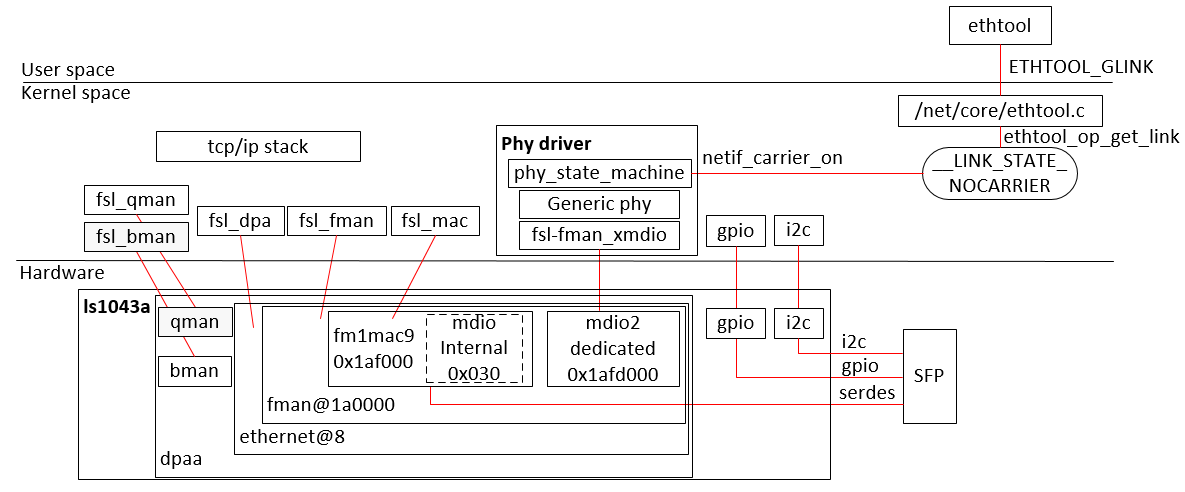 ethtool
User space
ETHTOOL_GLINK
Kernel space
/net/core/ethtool.c
tcp/ip stack
Phy driver
ethtool_op_get_link
phy_state_machine
netif_carrier_on
__LINK_STATE_
NOCARRIER
fsl_qman
Generic phy
fsl_bman
fsl_dpa
fsl_fman
fsl_mac
fsl-fman_xmdio
gpio
i2c
Hardware
ls1043a
qman
fm1mac9
0x1af000
mdio
Internal
0x030
mdio2
dedicated
0x1afd000
gpio
i2c
bman
i2c
gpio
serdes
SFP
fman@1a0000
ethernet@8
dpaa